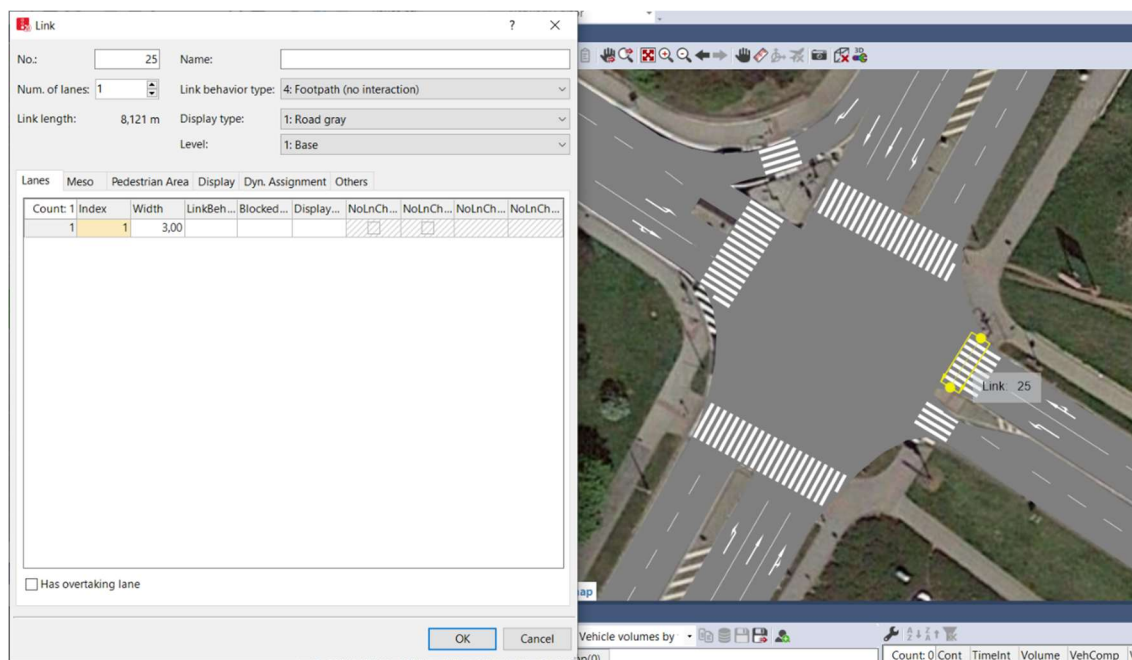 Link
?
No.: 25 Name:
Num. of lanes: 1 Link behavior type: 4: Footpath (no interaction)
Link length: 8,121 m Display type: 1: Road gray
Level: 1: Base
Lanes Meso Pedestrian Area Display Dyn. Assignment Others
Count: 1 Index Width LinkBeh... Blocked... Display... NoLnCh... NoLnCh... NoLnCh... NoLnCh...
1 1 3,00
Has overtaking lane
OK Cancel
3D
Link: 25
ap
Vehicle volumes by
Count: 0 Cont TimeInt Volume VehComp